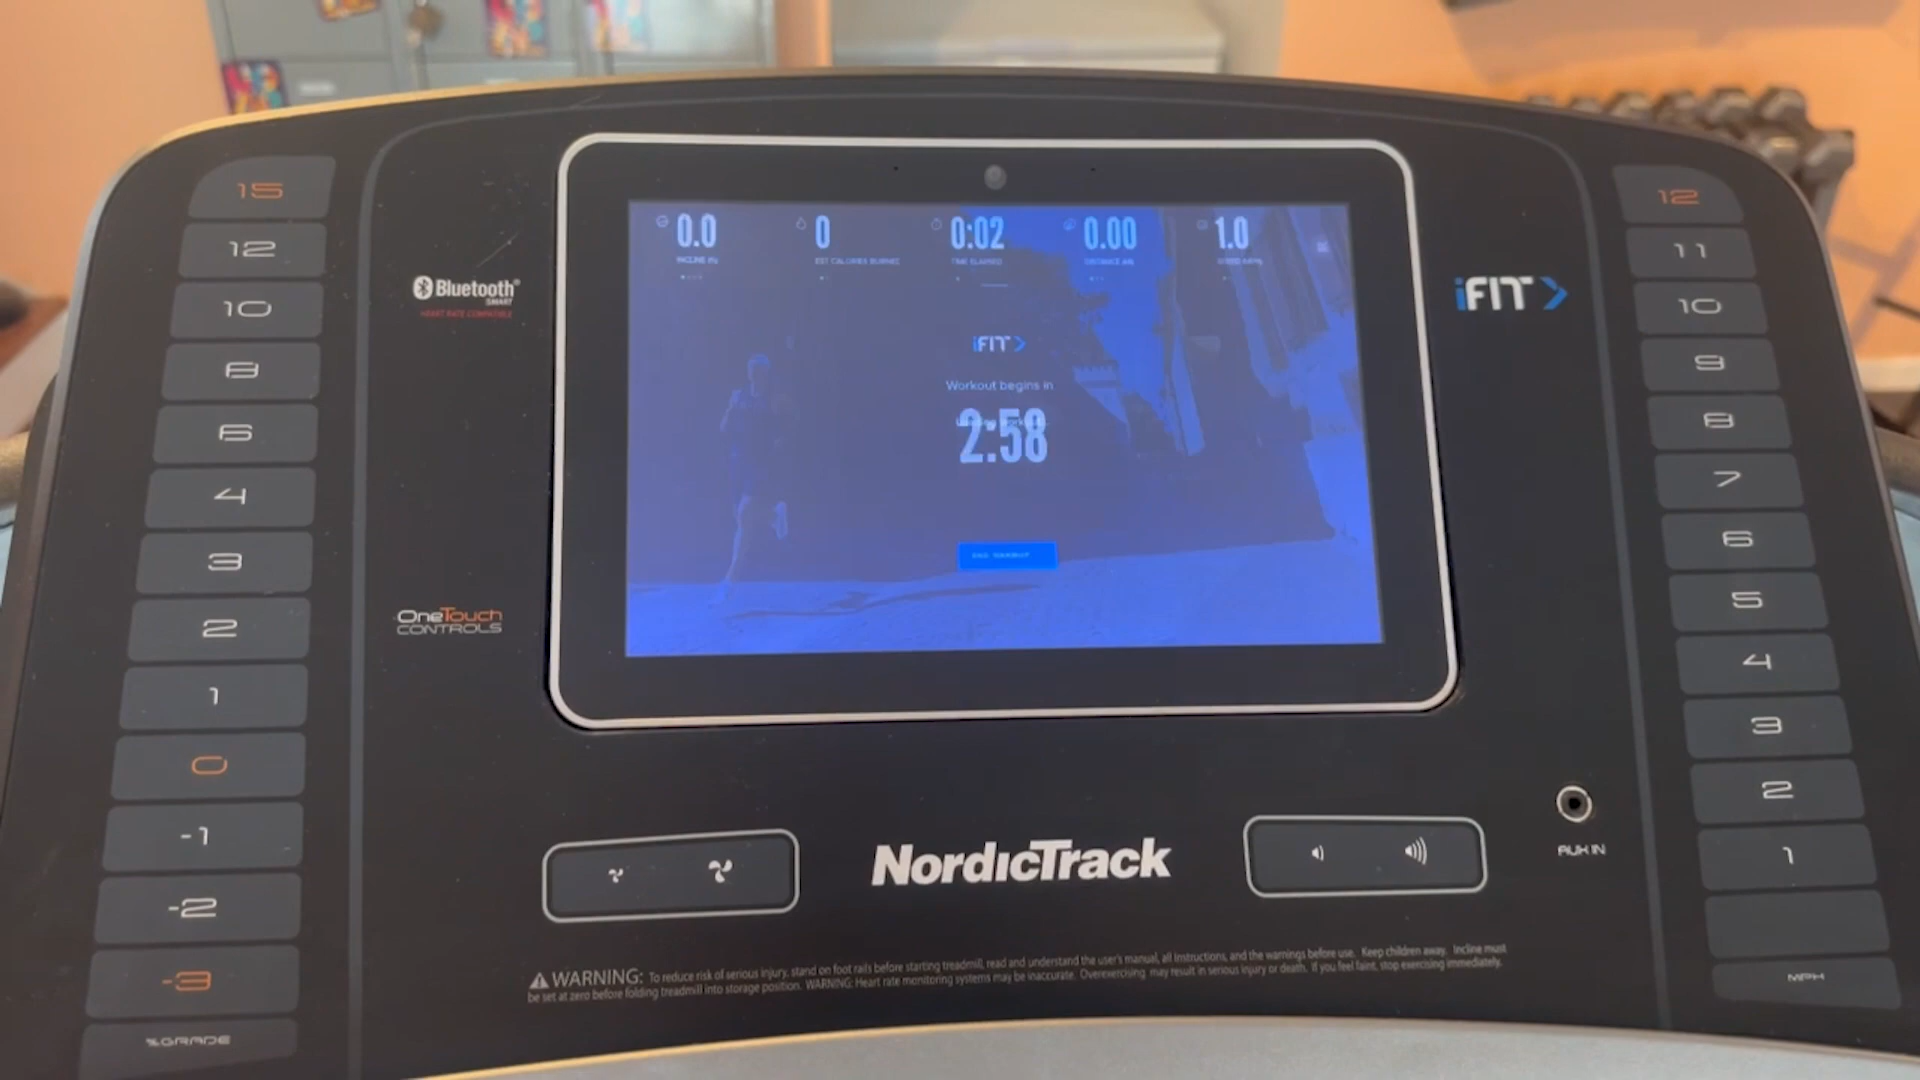 15
12
10
8
6
4
3
2
1
0
-1
-2
-3
%GRADE
Bluetooth®
SMART
HEART RATE COMPATIBLE
OneTouch
CONTROLS
0.0
0
0:02
0.00
1.0
EST CALORIES BURNED
TIME ELAPSED
iFIT
Workout begins in
2:58
iFIT
12
11
10
9
8
7
6
5
4
3
2
1
MPH
NordicTrack
AUX IN
WARNING: To reduce risk of serious injury, stand on foot rails before starting treadmill, read and understand the user's manual, all instructions, and the warnings before use. Keep children away. Incline must
be set at zero before folding treadmill into storage position. WARNING: Heart rate monitoring systems may be inaccurate. Overexercising may result in serious injury or death. If you feel faint, stop exercising immediately.